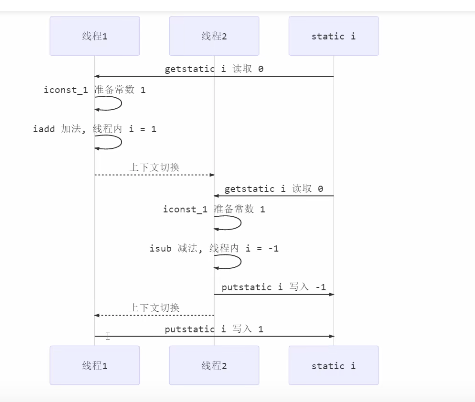 线程1
线程2
static i
getstatic i 读取 0
iconst_1 准备常数 1
iadd 加法, 线程内 i = 1
上下文切换
getstatic i 读取 0
iconst_1 准备常数 1
isub 减法, 线程内 i = -1
putstatic i 写入 -1
上下文切换
putstatic i 写入 1
线程1
线程2
static i